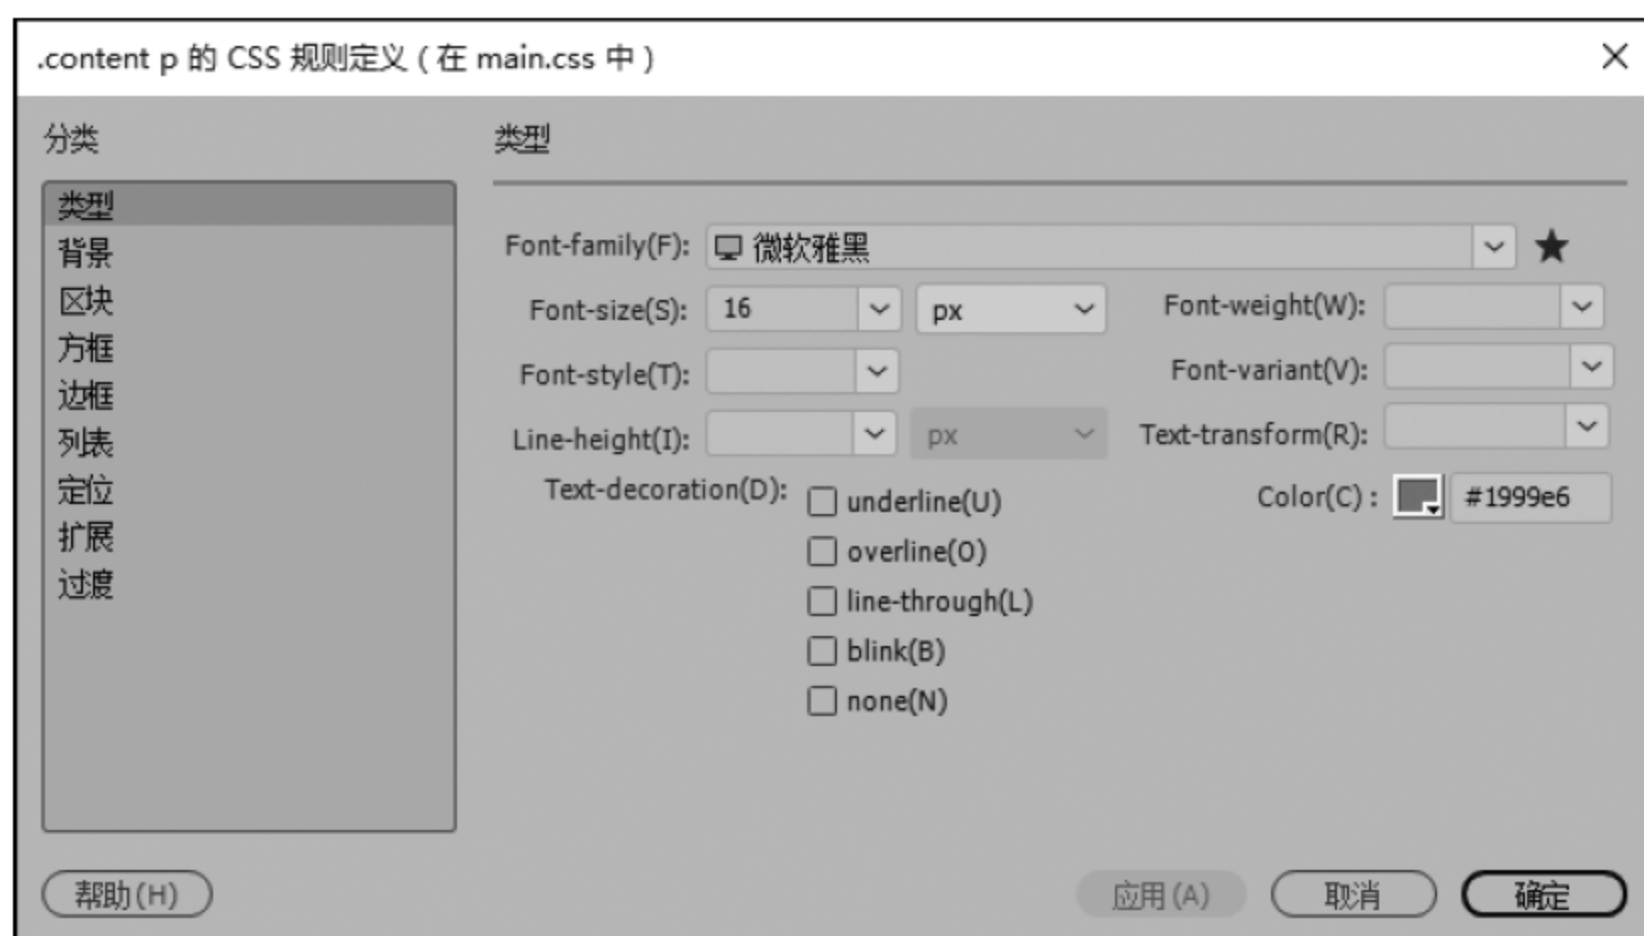 .content p 的 CSS 规则定义 ( 在 main.css 中 )
分类
类型
背景
区块
方框
边框
列表
定位
扩展
过度
类型
Font-family(F): 微软雅黑
Font-size(S): 16 px Font-weight(W):
Font-style(T): Font-variant(V):
Line-height(I): px Text-transform(R):
Text-decoration(D): underline(U) Color(C) : #1999e6
overline(O)
line-through(L)
blink(B)
none(N)
帮助(H) 应用(A) 取消 确定